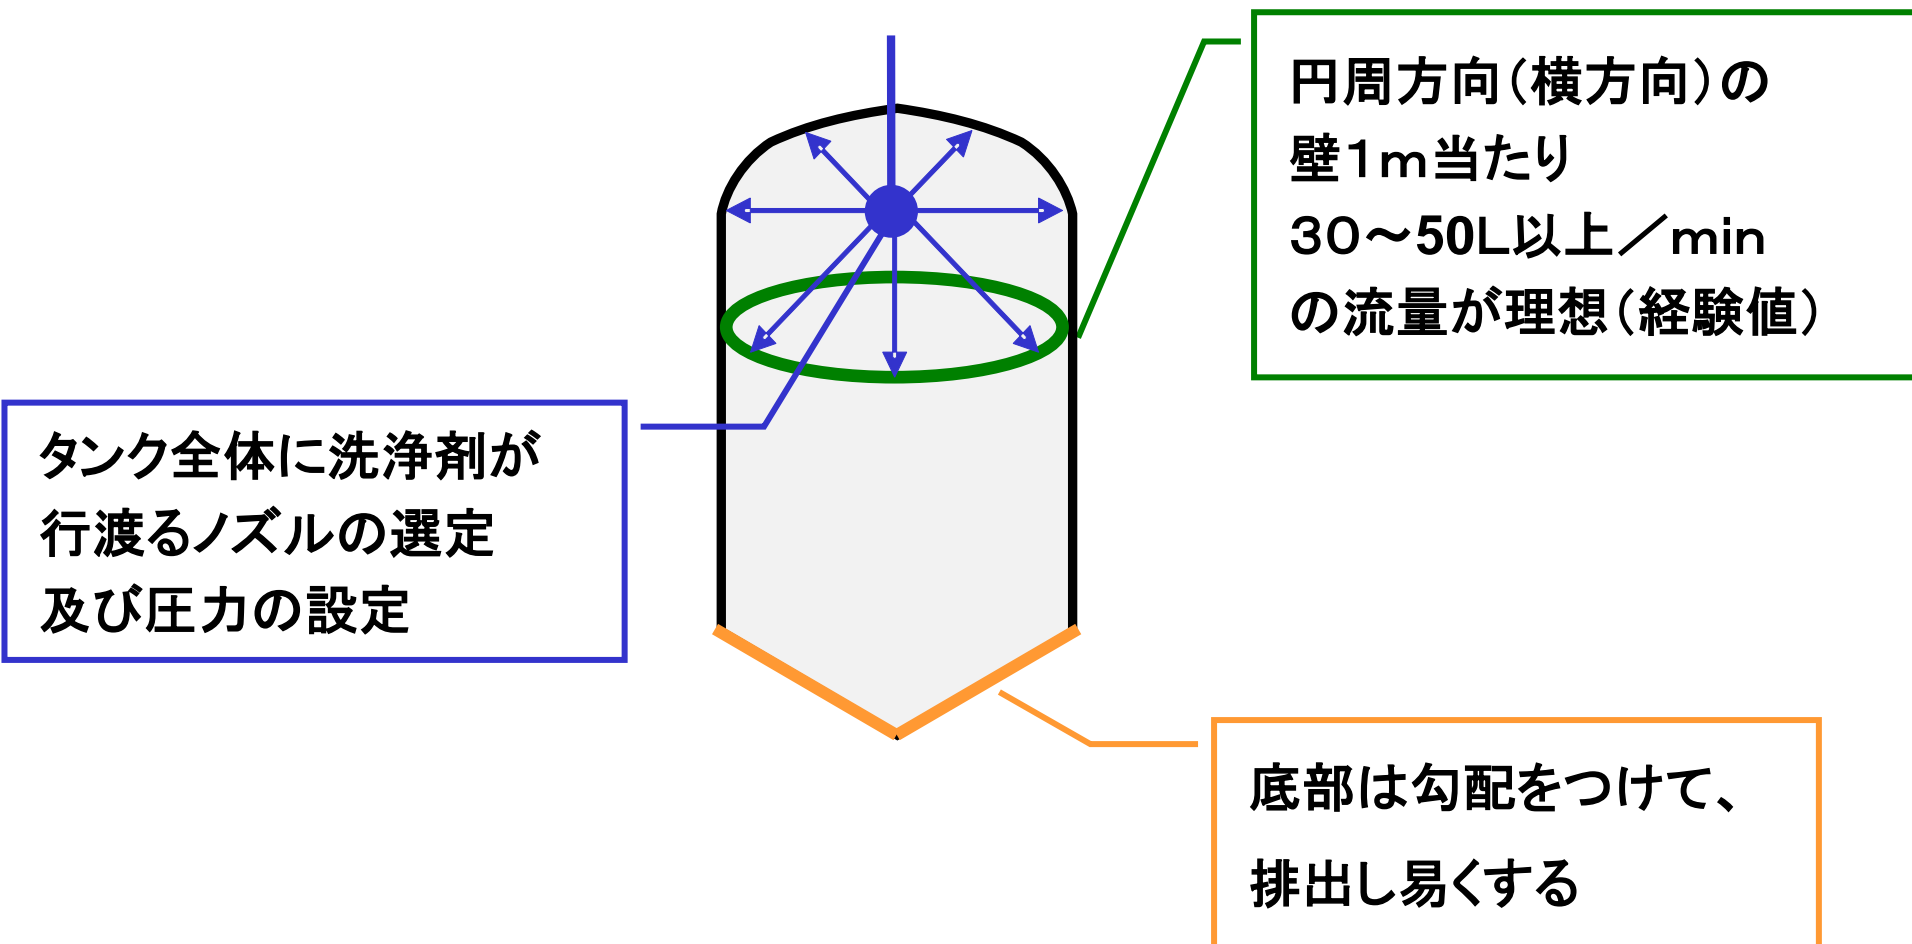 円周方向（横方向）の
壁１ｍ当たり
３０～50Ｌ以上／ｍｉｎ
の流量が理想（経験値）
タンク全体に洗浄剤が
行渡るノズルの選定
及び圧力の設定
底部は勾配をつけて、
排出し易くする